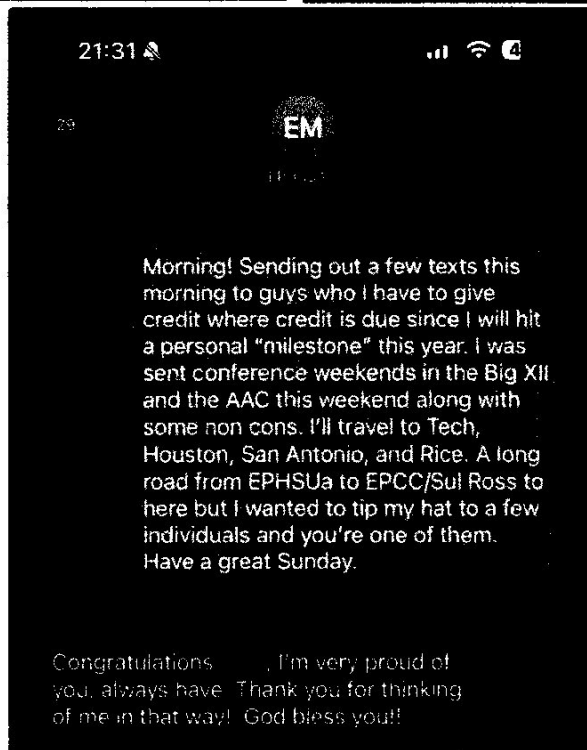 21:31
29
EM
Morning! Sending out a few texts this
morning to guys who I have to give
credit where credit is due since I will hit
a personal “milestone” this year. I was
sent conference weekends in the Big XII
and the AAC this weekend along with
some non cons. I'll travel to Tech,
Houston, San Antonio, and Rice. A long
road from EPHSUa to EPCC/Sul Ross to
here but I wanted to tip my hat to a few
individuals and you're one of them.
Have a great Sunday.
Congratulations , I'm very proud of
you, always have. Thank you for thinking
of me in that way! God bless you!!